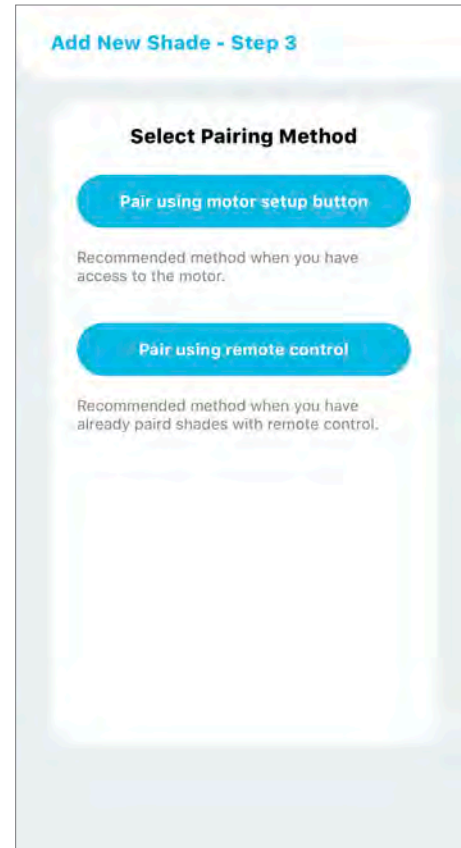 Add New Shade - Step 3
Select Pairing Method
Pair using motor setup button
Recommended method when you have
access to the motor.
Pair using remote control
Recommended method when you have
already paird shades with remote control.